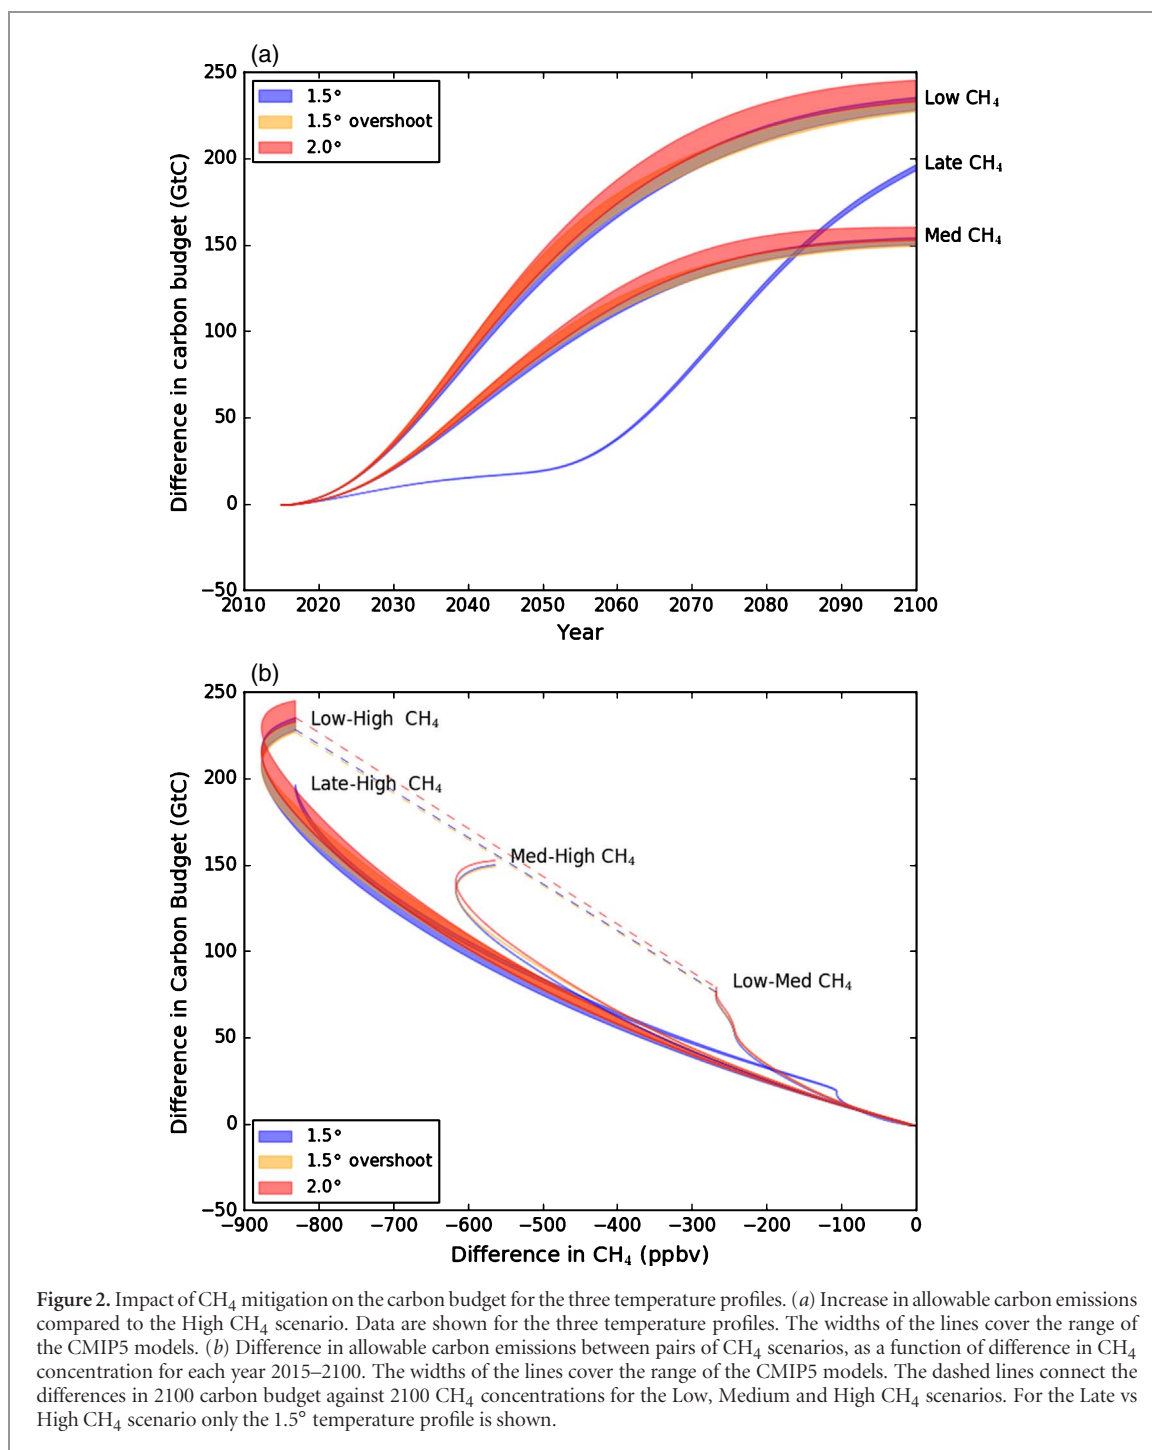 (a)
250
200
150
100
50
0
−50
Difference in carbon budget (GtC)
1.5°
1.5° overshoot
2.0°
Low CH₄
Late CH₄
Med CH₄
2010 2020 2030 2040 2050 2060 2070 2080 2090 2100
Year
(b)
250
200
150
100
50
0
−50
Difference in Carbon Budget (GtC)
Low-High CH₄
Late-High CH₄
Med-High CH₄
Low-Med CH₄
1.5°
1.5° overshoot
2.0°
−900 −800 −700 −600 −500 −400 −300 −200 −100 0
Difference in CH₄ (ppbv)
Figure 2. Impact of CH₄ mitigation on the carbon budget for the three temperature profiles. (a) Increase in allowable carbon emissions
compared to the High CH₄ scenario. Data are shown for the three temperature profiles. The widths of the lines cover the range of
the CMIP5 models. (b) Difference in allowable carbon emissions between pairs of CH₄ scenarios, as a function of difference in CH₄
concentration for each year 2015–2100. The widths of the lines cover the range of the CMIP5 models. The dashed lines connect the
differences in 2100 carbon budget against 2100 CH₄ concentrations for the Low, Medium and High CH₄ scenarios. For the Late vs
High CH₄ scenario only the 1.5° temperature profile is shown.